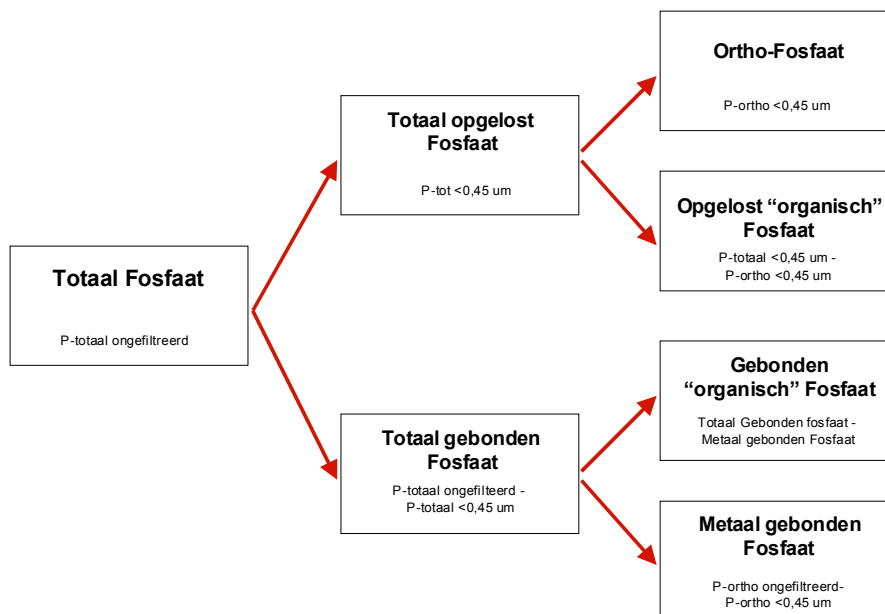 Totaal Fosfaat
P-totaal ongefiltreerd
Totaal opgelost
Fosfaat
P-tot <0,45 um
Totaal gebonden
Fosfaat
P-totaal ongefilteerd -
P-totaal <0,45 um
Ortho-Fosfaat
P-ortho <0,45 um
Opgelost “organisch”
Fosfaat
P-totaal <0,45 um -
P-ortho <0,45 um
Gebonden
“organisch” Fosfaat
Totaal Gebonden fosfaat -
Metaal gebonden Fosfaat
Metaal gebonden
Fosfaat
P-ortho ongefiltreerd-
P-ortho <0,45 um